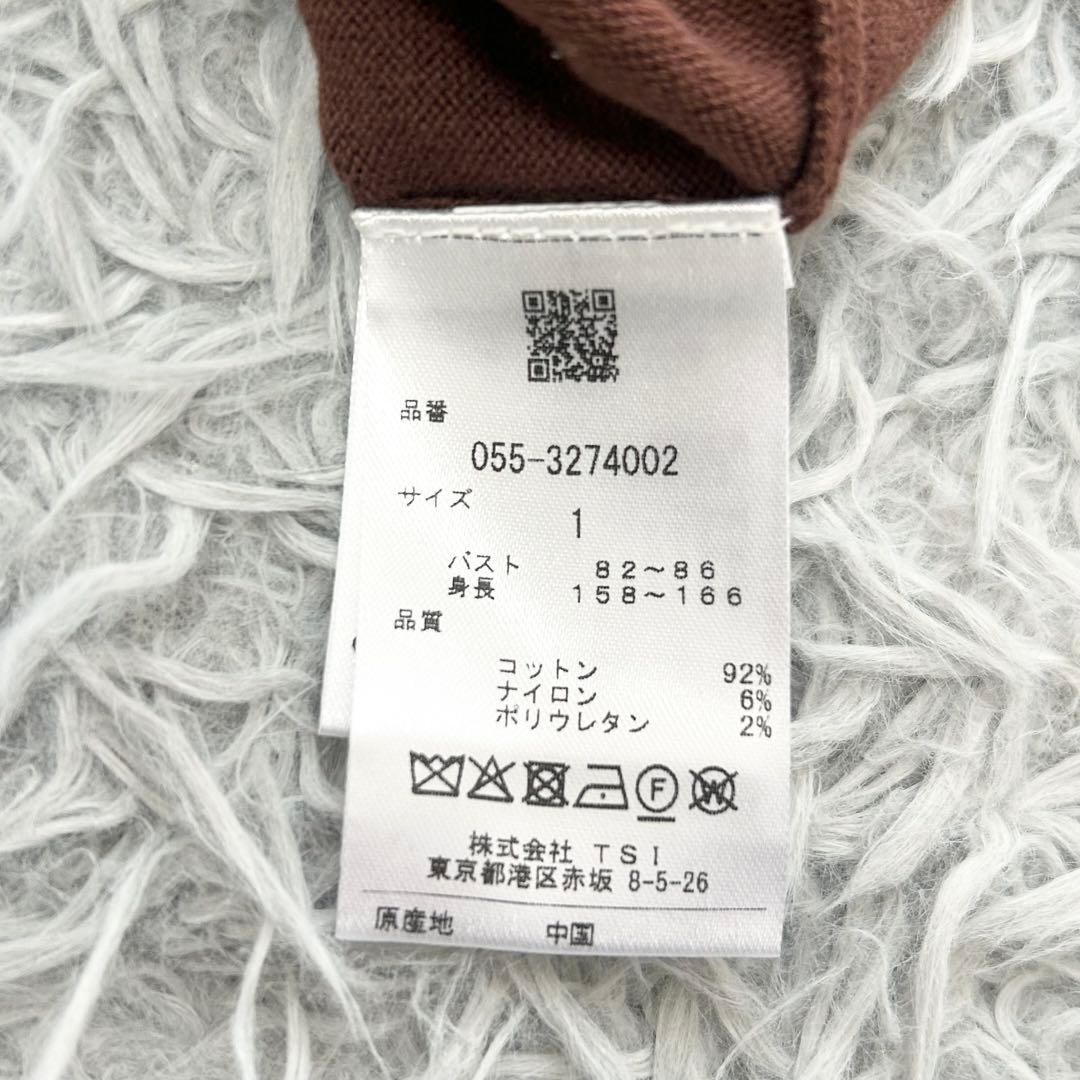 品番
055-3274002
サイズ
1
バスト 82〜86
身長 158〜166
品質
コットン 92%
ナイロン 6%
ポリウレタン 2%
F W
株式会社 TSI
東京都港区赤坂 8-5-26
原産地 中国